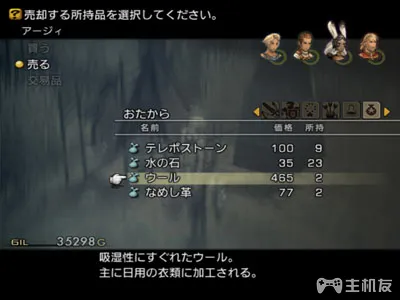 売却する所持品を選択してください。
アージィ
買う
売る
交易品
おたから
名前 価格 所持
テレポストーン 100 9
水の石 35 23
ウール 465 2
なめし革 77 2
GIL 35298G
吸湿性にすぐれたウール。
主に日用の衣類に加工される。
主机友